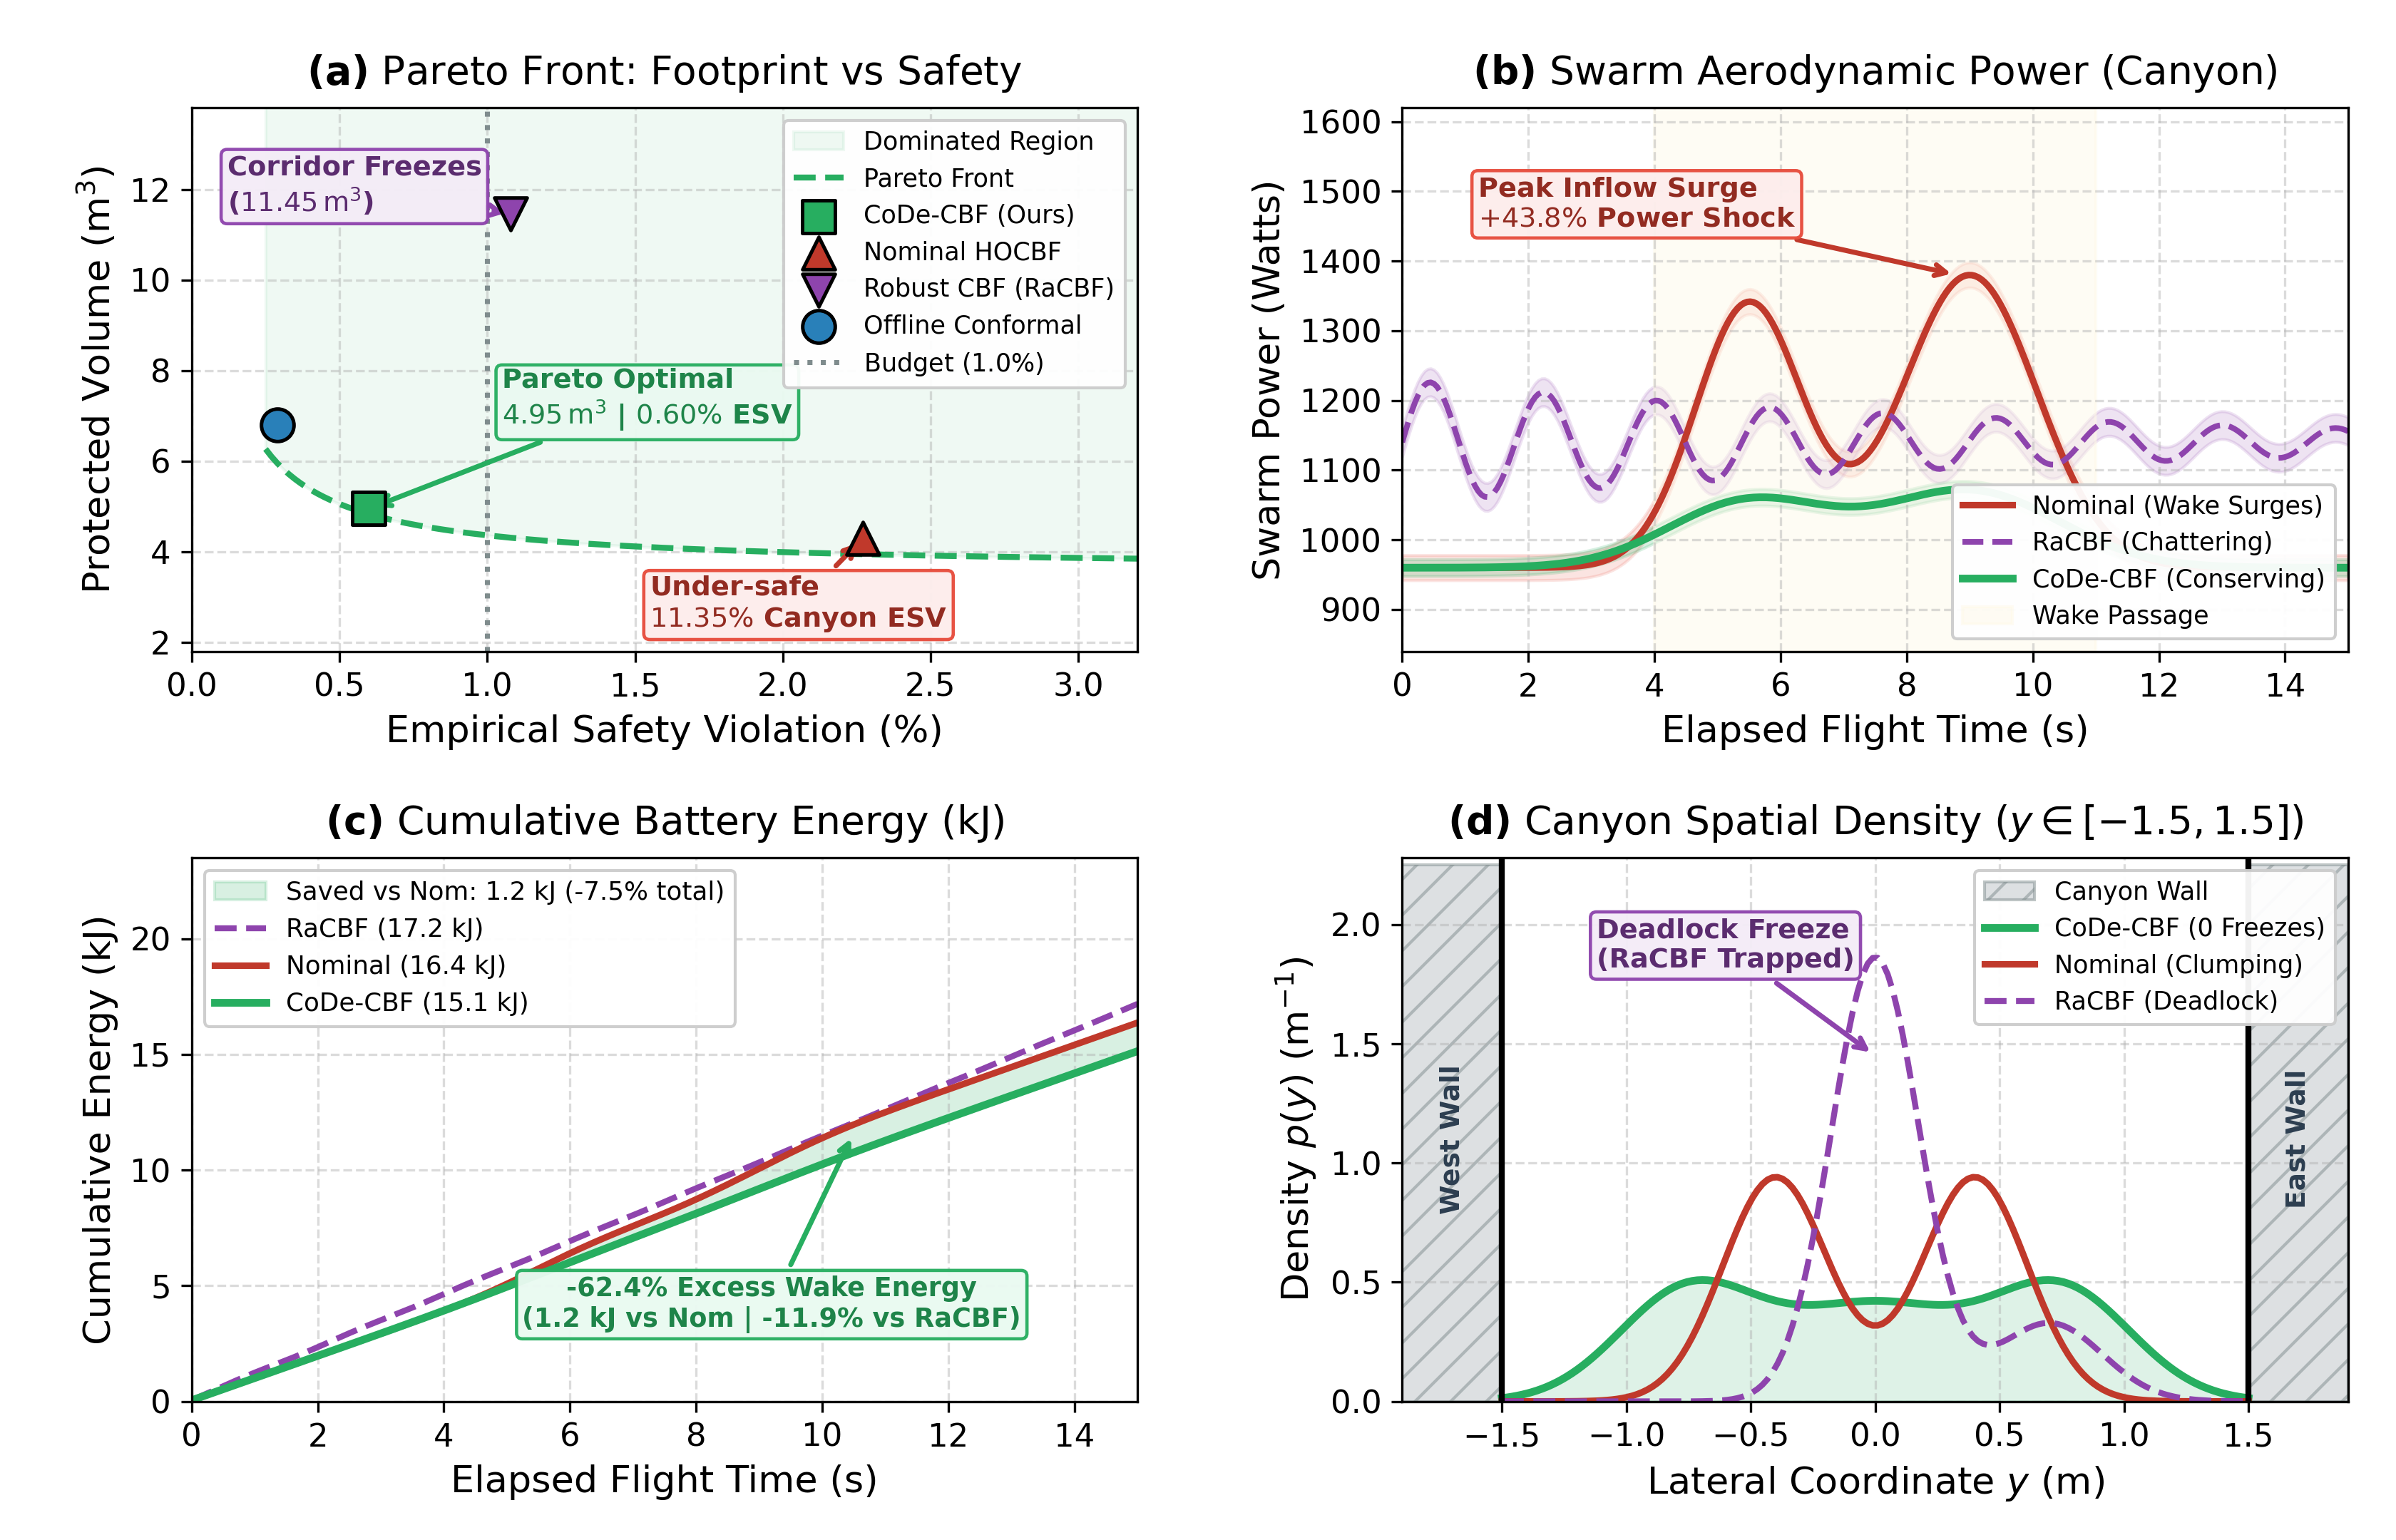 (a) Pareto Front: Footprint vs Safety
Protected Volume (m³)
12
10
8
6
4
2
Corridor Freezes
(11.45 m³)
Dominated Region
Pareto Front
CoDe-CBF (Ours)
Nominal HOCBF
Robust CBF (RaCBF)
Offline Conformal
Budget (1.0%)
Pareto Optimal
4.95 m³ | 0.60% ESV
Under-safe
11.35% Canyon ESV
0.0 0.5 1.0 1.5 2.0 2.5 3.0
Empirical Safety Violation (%)
(b) Swarm Aerodynamic Power (Canyon)
Swarm Power (Watts)
1600
1500
1400
1300
1200
1100
1000
900
Peak Inflow Surge
+43.8% Power Shock
Nominal (Wake Surges)
RaCBF (Chattering)
CoDe-CBF (Conserving)
Wake Passage
0 2 4 6 8 10 12 14
Elapsed Flight Time (s)
(c) Cumulative Battery Energy (kJ)
Cumulative Energy (kJ)
20
15
10
5
0
Saved vs Nom: 1.2 kJ (-7.5% total)
RaCBF (17.2 kJ)
Nominal (16.4 kJ)
CoDe-CBF (15.1 kJ)
-62.4% Excess Wake Energy
(1.2 kJ vs Nom | -11.9% vs RaCBF)
0 2 4 6 8 10 12 14
Elapsed Flight Time (s)
(d) Canyon Spatial Density (y ∈ [−1.5, 1.5])
Density p(y) (m⁻¹)
2.0
1.5
1.0
0.5
0.0
Deadlock Freeze
(RaCBF Trapped)
Canyon Wall
CoDe-CBF (0 Freezes)
Nominal (Clumping)
RaCBF (Deadlock)
West Wall
East Wall
−1.5 −1.0 −0.5 0.0 0.5 1.0 1.5
Lateral Coordinate y (m)